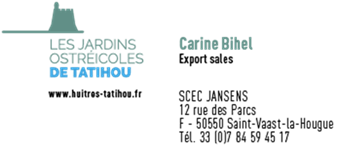 LES JARDINS
OSTRÉICOLES
DE TATIHOU
www.huitres-tatihou.fr
Carine Bihel
Export sales
SCEC JANSENS
12 rue des Parcs
F - 50550 Saint-Vaast-la-Hougue
Tél. 33 (0)7 84 59 45 17